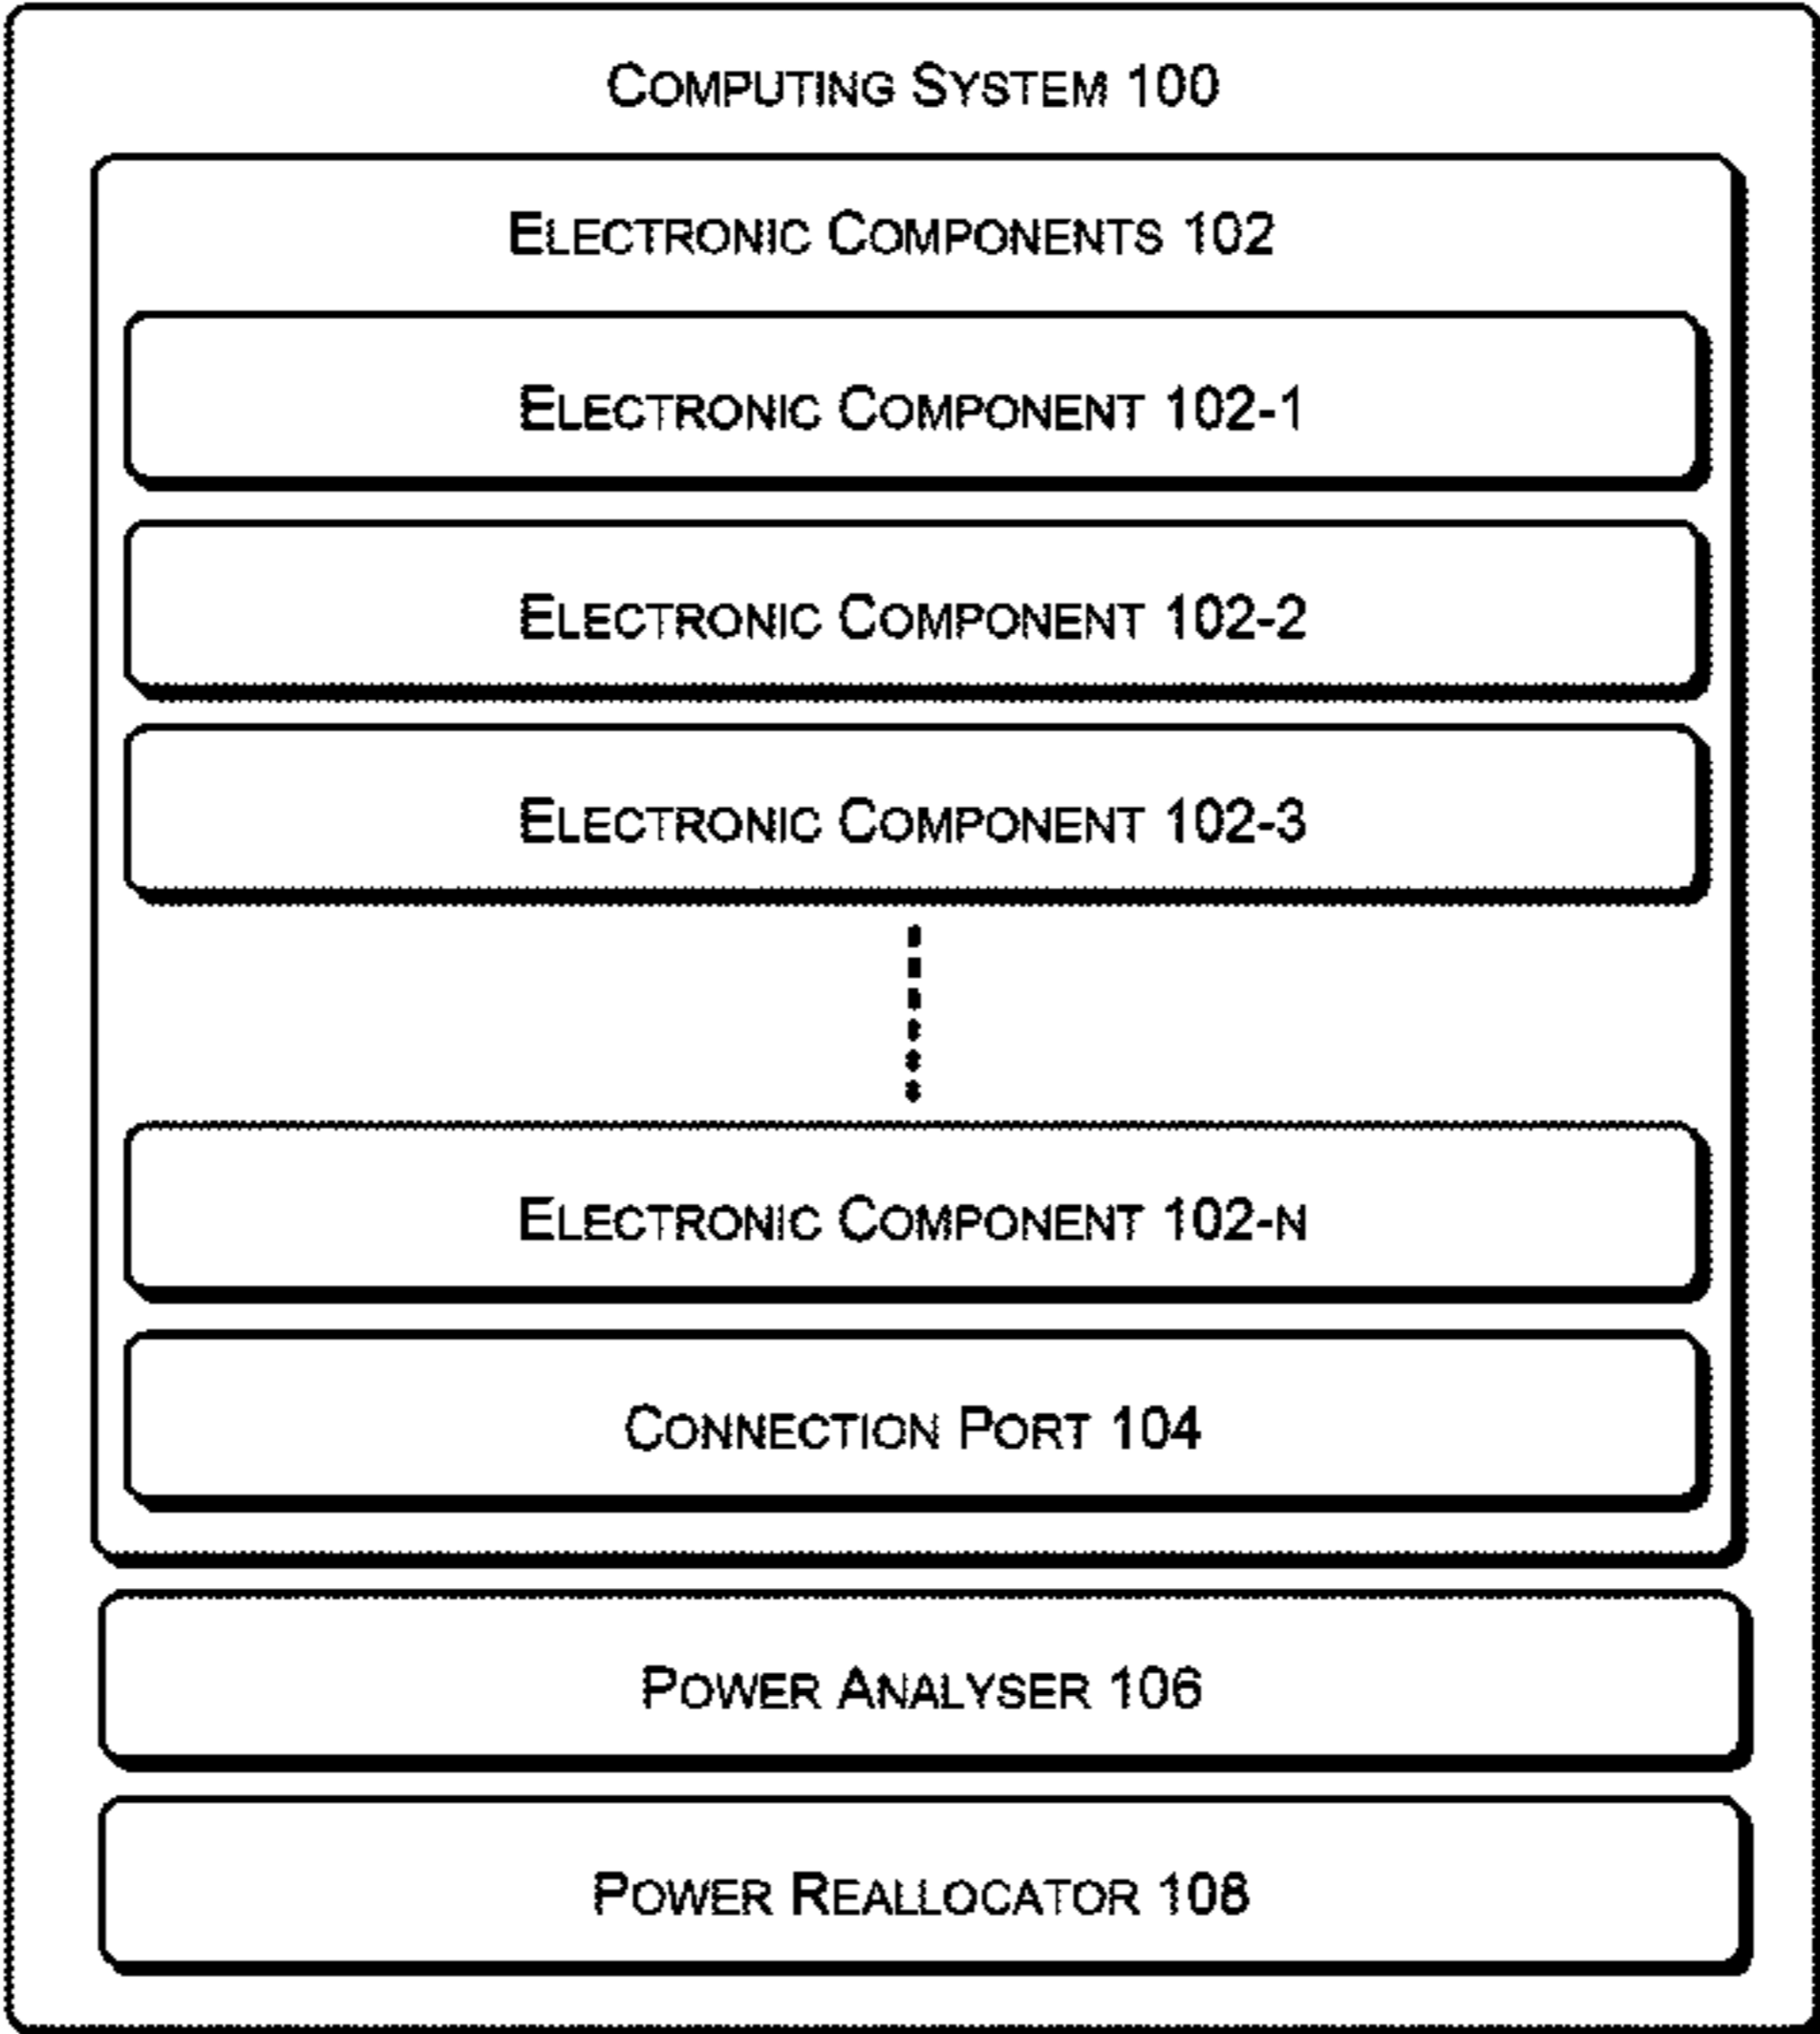 COMPUTING SYSTEM 100
ELECTRONIC COMPONENTS 102
ELECTRONIC COMPONENT 102-1
ELECTRONIC COMPONENT 102-2
ELECTRONIC COMPONENT 102-3
ELECTRONIC COMPONENT 102-N
CONNECTION PORT 104
POWER ANALYSER 106
POWER REALLOCATOR 108